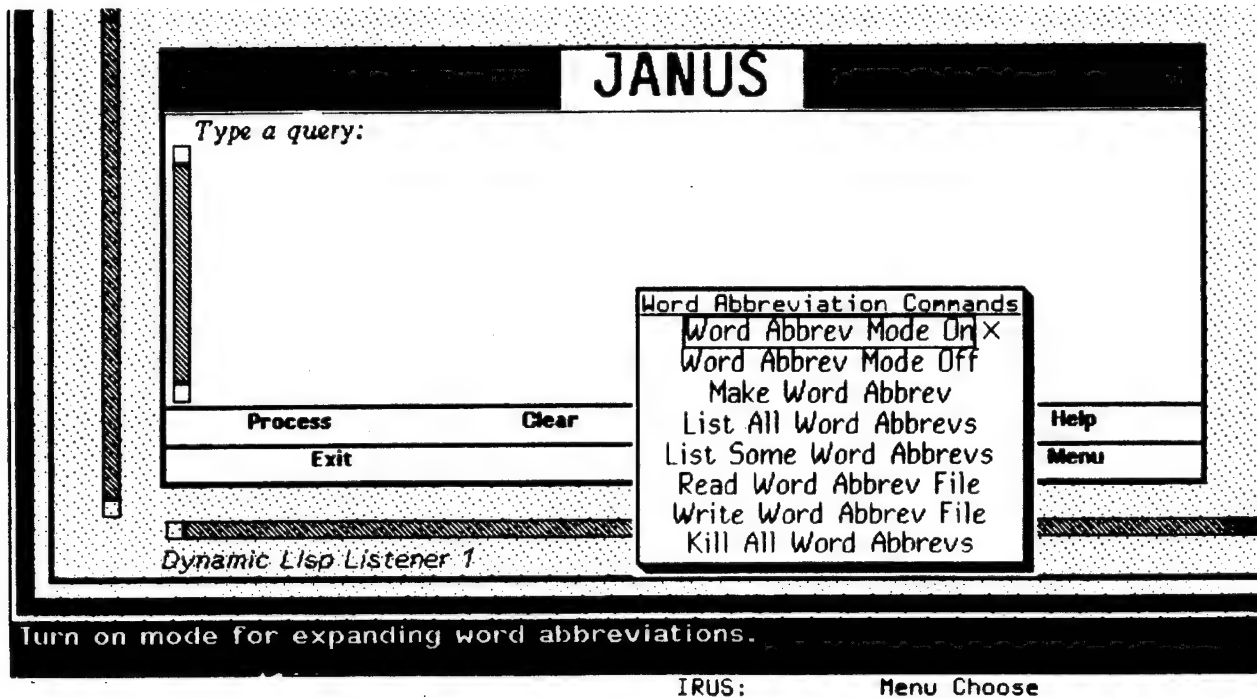 JANUS
Type a query:
Word Abbreviation Commands
Word Abbrev Mode On ×
Word Abbrev Mode Off
Make Word Abbrev
List All Word Abbrevs
List Some Word Abbrevs
Read Word Abbrev File
Write Word Abbrev File
Kill All Word Abbrevs
Process Clear Help
Exit Menu
Dynamic Lisp Listener 1
Turn on mode for expanding word abbreviations.
IRUS: Menu Choose